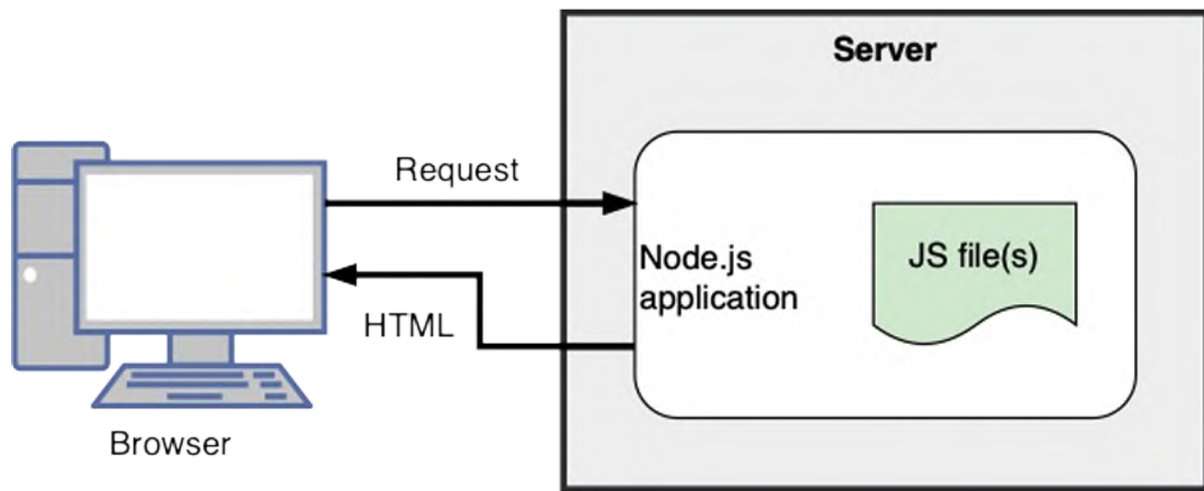 Server
Request
Node.js
application
JS file(s)
HTML
Browser